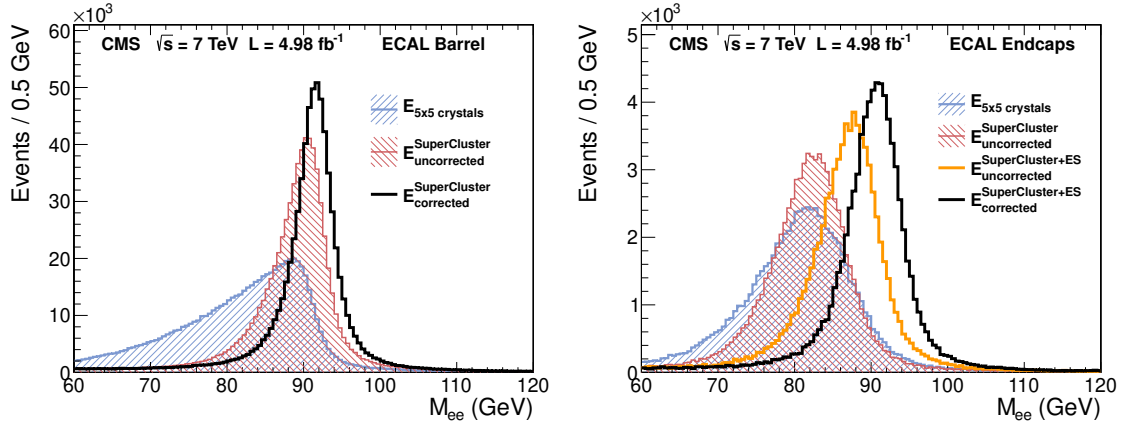 ×10³
CMS √s = 7 TeV L = 4.98 fb⁻¹ ECAL Barrel
Events / 0.5 GeV
60
50
40
30
20
10
0
E5x5 crystals
E SuperCluster uncorrected
E SuperCluster corrected
60 70 80 90 100 110 120
Mee (GeV)
×10³
CMS √s = 7 TeV L = 4.98 fb⁻¹ ECAL Endcaps
Events / 0.5 GeV
5
4
3
2
1
0
E5x5 crystals
E SuperCluster uncorrected
E SuperCluster+ES uncorrected
E SuperCluster+ES corrected
60 70 80 90 100 110 120
Mee (GeV)